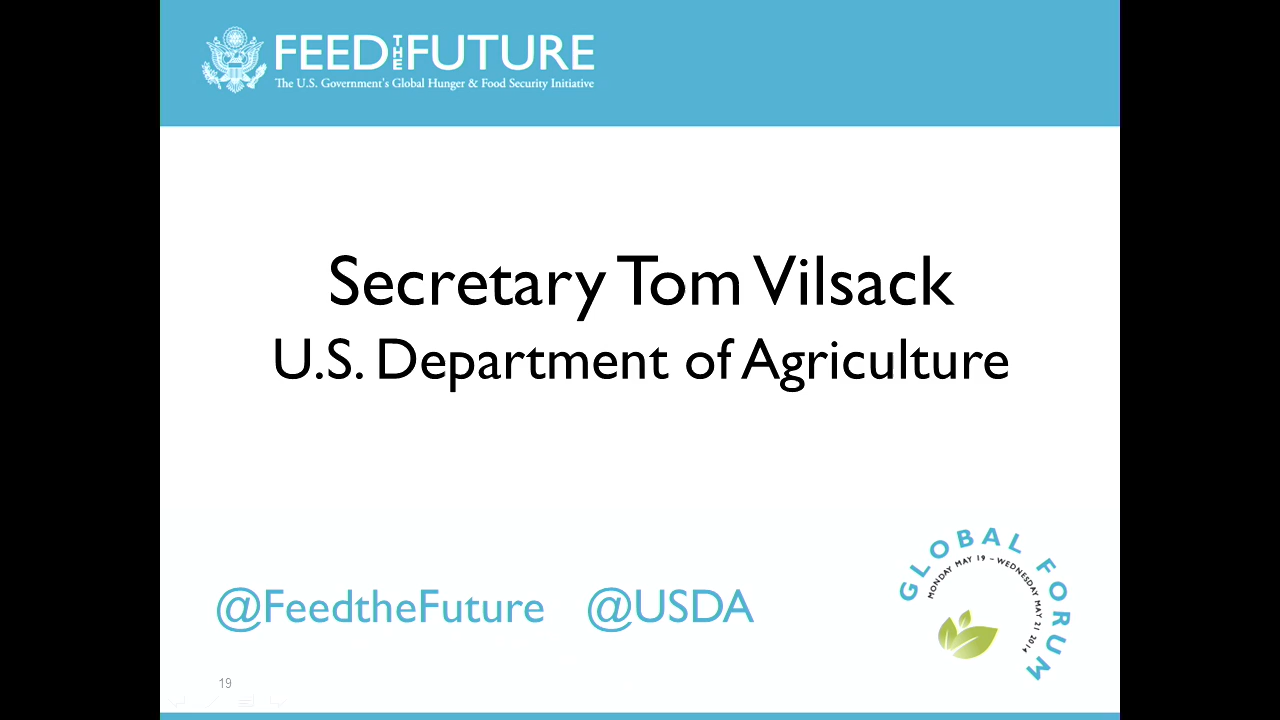 FEED THE FUTURE
The U.S. Government's Global Hunger & Food Security Initiative
Secretary Tom Vilsack
U.S. Department of Agriculture
GLOBAL FORUM
MONDAY MAY 19 – WEDNESDAY MAY 21 2014
@FeedtheFuture @USDA
19